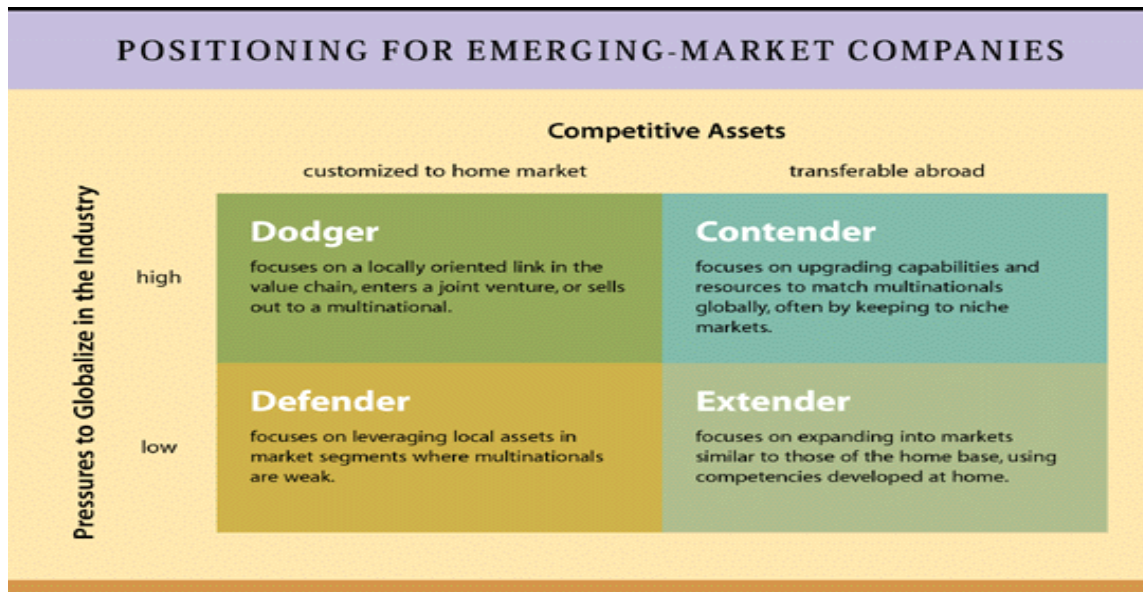 POSITIONING FOR EMERGING-MARKET COMPANIES
Competitive Assets
customized to home market
transferable abroad
Pressures to Globalize in the Industry
high
Dodger
focuses on a locally oriented link in the
value chain, enters a joint venture, or sells
out to a multinational.
Contender
focuses on upgrading capabilities and
resources to match multinationals
globally, often by keeping to niche
markets.
low
Defender
focuses on leveraging local assets in
market segments where multinationals
are weak.
Extender
focuses on expanding into markets
similar to those of the home base, using
competencies developed at home.